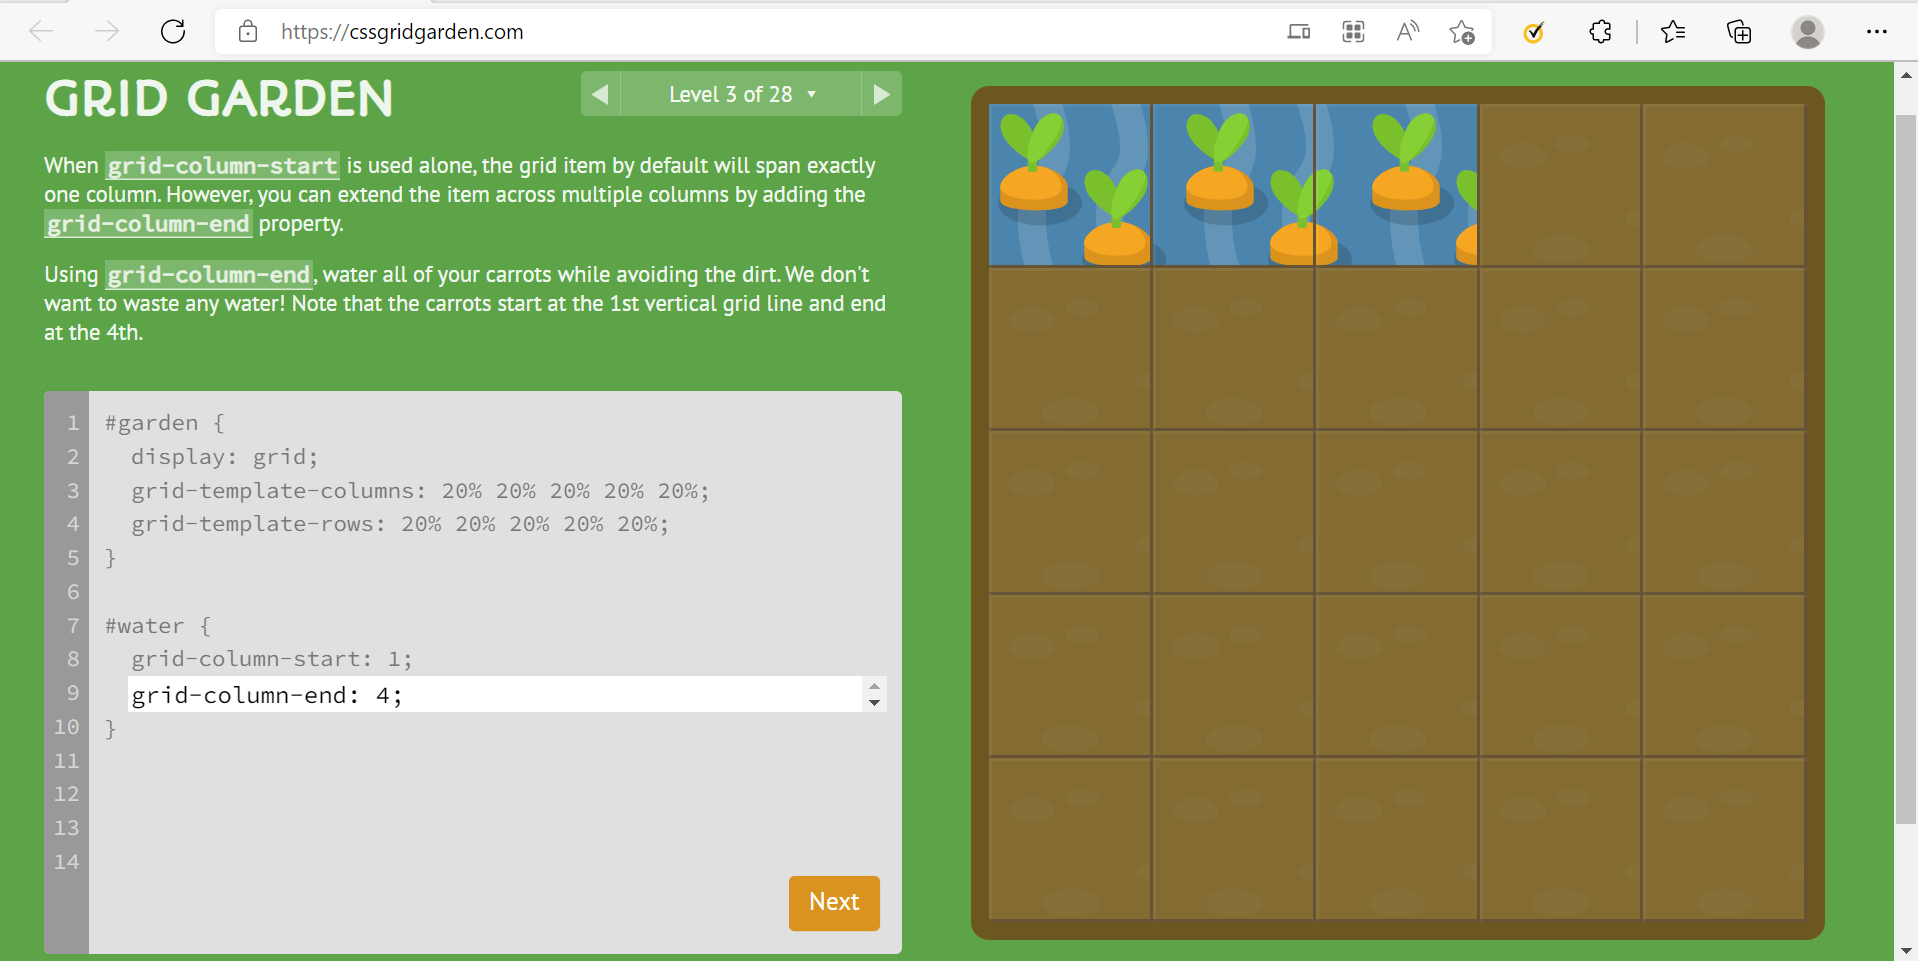 https://cssgridgarden.com
GRID GARDEN
Level 3 of 28
When grid-column-start is used alone, the grid item by default will span exactly
one column. However, you can extend the item across multiple columns by adding the
grid-column-end property.
Using grid-column-end, water all of your carrots while avoiding the dirt. We don't
want to waste any water! Note that the carrots start at the 1st vertical grid line and end
at the 4th.
1 #garden {
2 display: grid;
3 grid-template-columns: 20% 20% 20% 20% 20%;
4 grid-template-rows: 20% 20% 20% 20% 20%;
5 }
6
7 #water {
8 grid-column-start: 1;
9 grid-column-end: 4;
10 }
11
12
13
14
Next